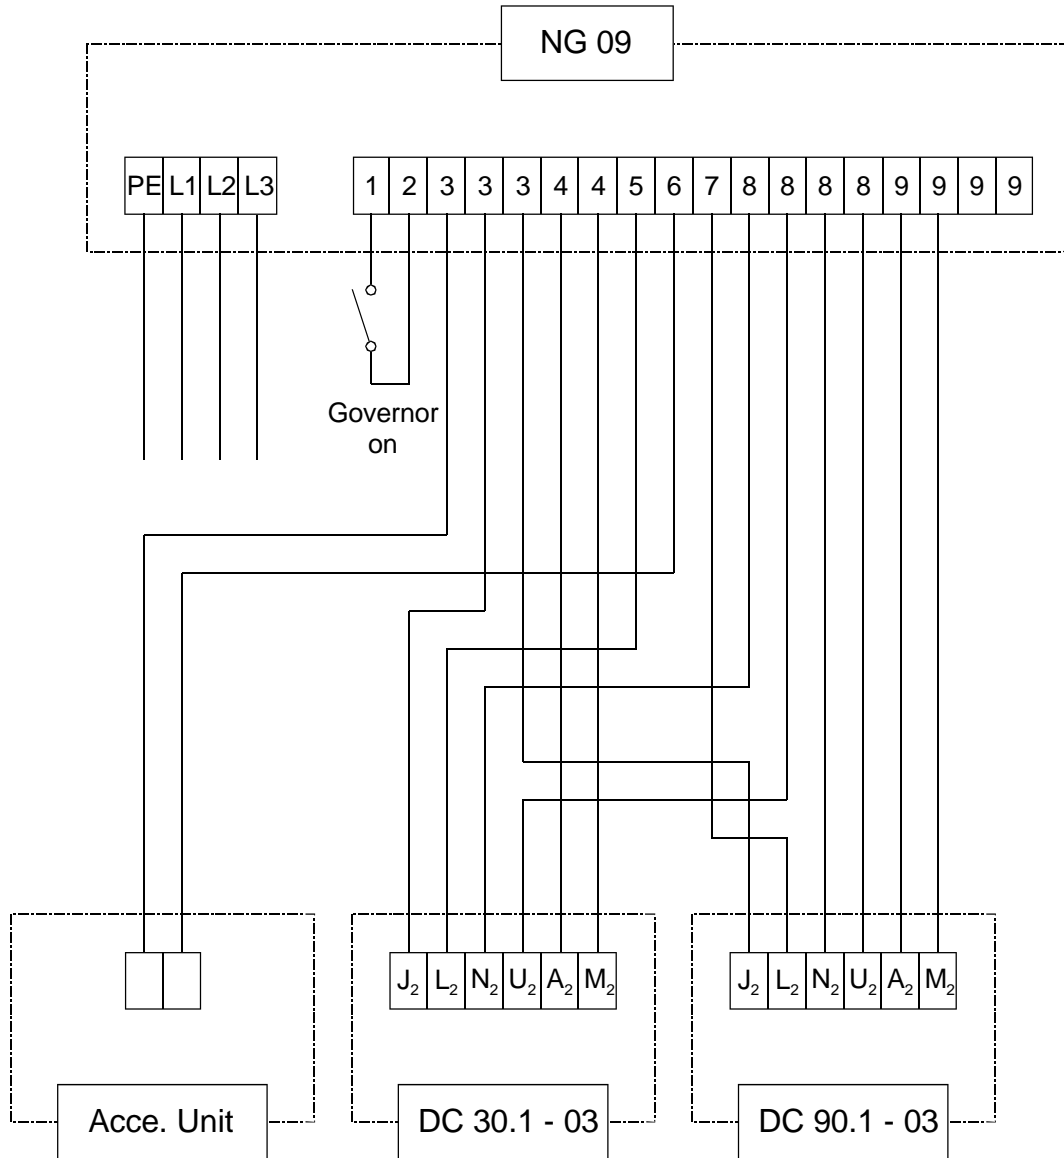 NG 09
PE L1 L2 L3 1 2 3 3 3 4 4 5 6 7 8 8 8 8 9 9 9 9
Governor
on
J₂ L₂ N₂ U₂ A₂ M₂ J₂ L₂ N₂ U₂ A₂ M₂
Acce. Unit DC 30.1 - 03 DC 90.1 - 03